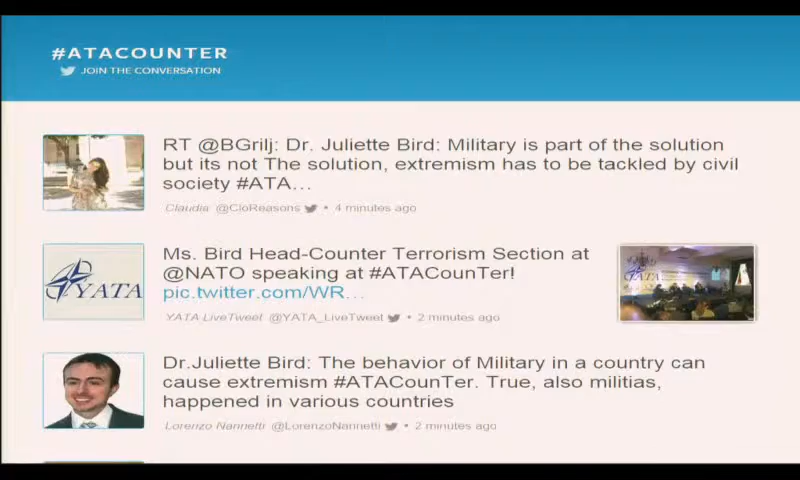 #ATACOUNTER
JOIN THE CONVERSATION
RT @BGrilj: Dr. Juliette Bird: Military is part of the solution
but its not The solution, extremism has to be tackled by civil
society #ATA...
Claudia @CloReasons • 4 minutes ago
Ms. Bird Head-Counter Terrorism Section at
@NATO speaking at #ATACounTer!
pic.twitter.com/WR...
YATA LiveTweet @YATA_LiveTweet • 2 minutes ago
YATA
YATA
Dr.Juliette Bird: The behavior of Military in a country can
cause extremism #ATACounTer. True, also militias,
happened in various countries
Lorenzo Nannetti @LorenzoNannetti • 2 minutes ago